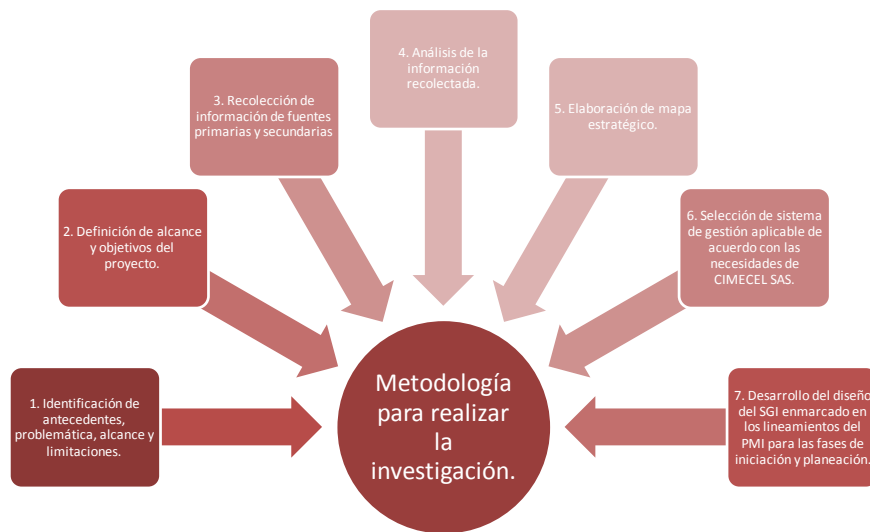 1. Identificación de
antecedentes,
problemática, alcance y
limitaciones.
2. Definición de alcance
y objetivos del
proyecto.
3. Recolección de
información de fuentes
primarias y secundarias
4. Análisis de la
información
recolectada.
5. Elaboración de mapa
estratégico.
6. Selección de sistema
de gestión aplicable de
acuerdo con las
necesidades de
CIMECEL SAS.
7. Desarrollo del diseño
del SGI enmarcado en
los lineamientos del
PMI para las fases de
iniciación y planeación.
Metodología
para realizar
la
investigación.